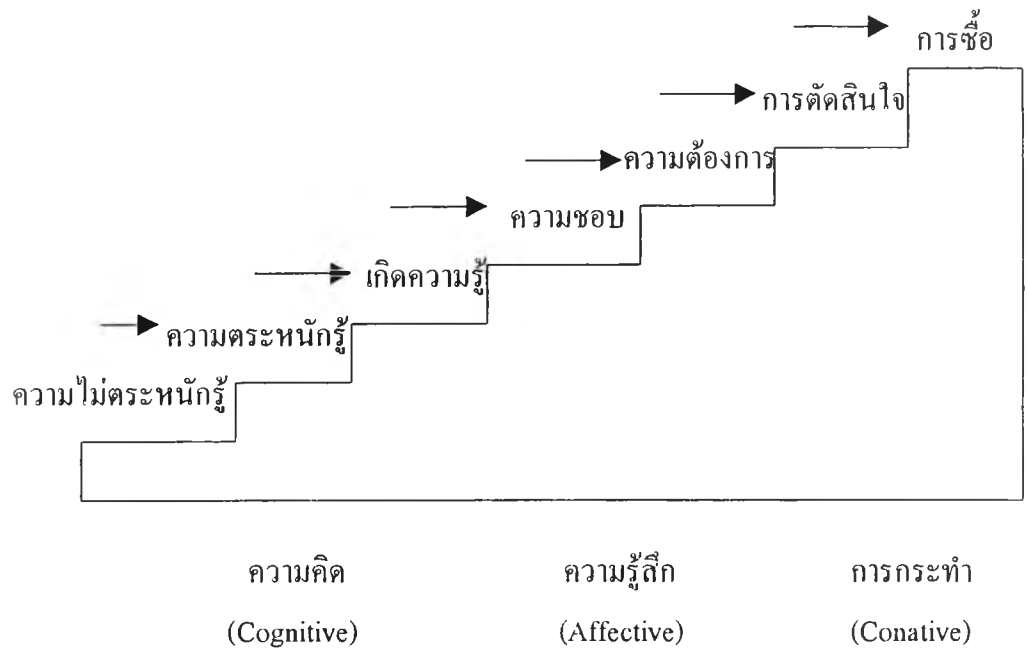 การซื้อ
การตัดสินใจ
ความต้องการ
ความชอบ
เกิดความรู้
ความตระหนักรู้
ความไม่ตระหนักรู้
ความคิด ความรู้สึก การกระทำ
(Cognitive) (Affective) (Conative)